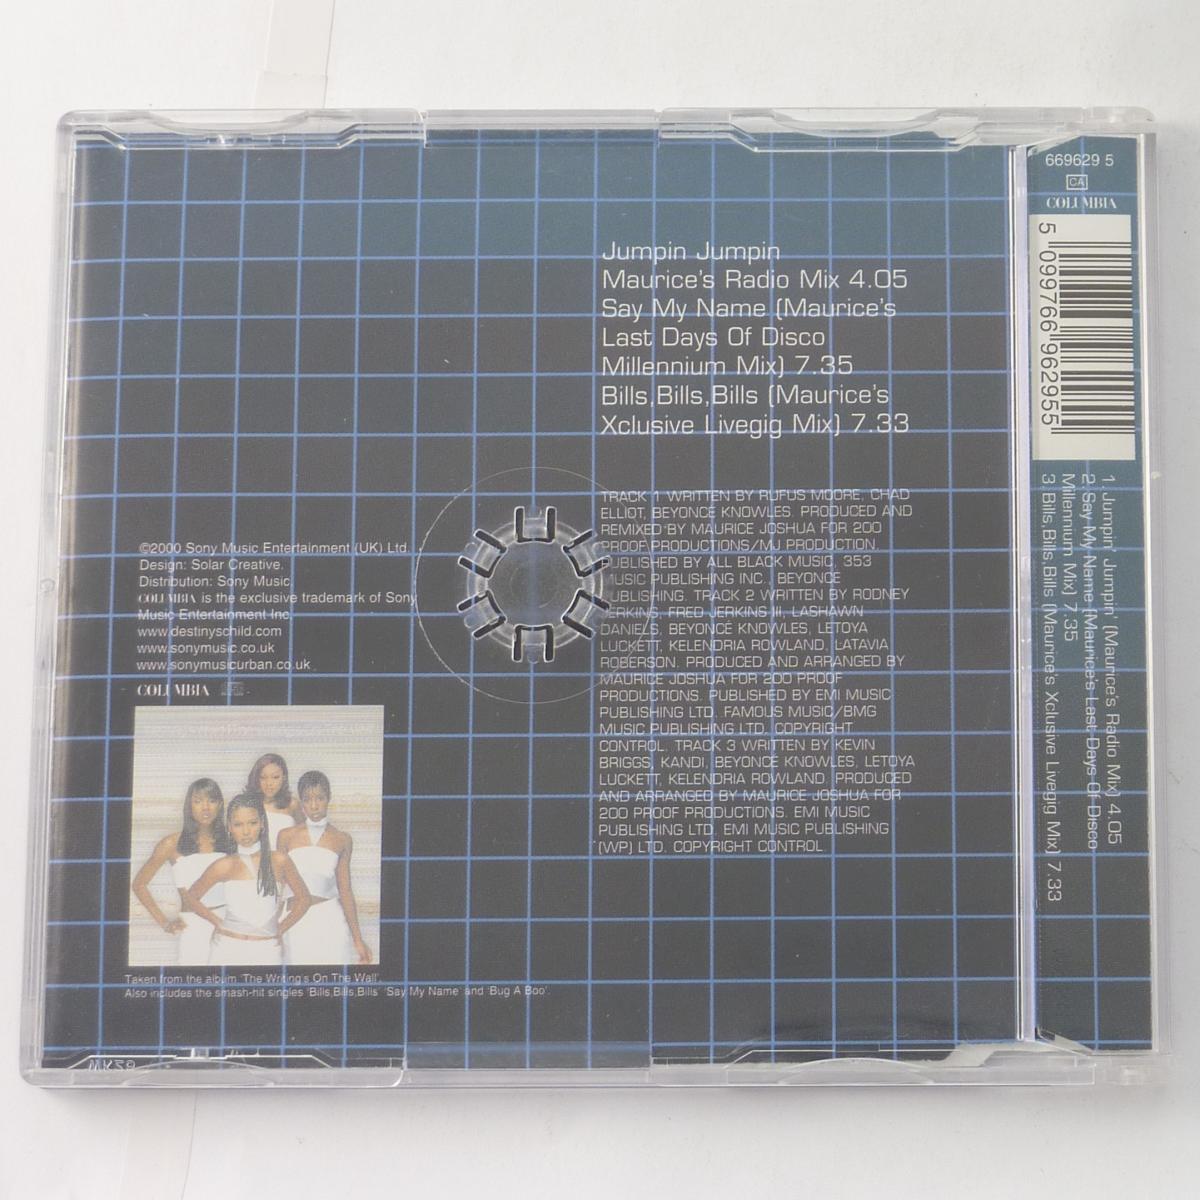 Jumpin Jumpin
Maurice's Radio Mix 4.05
Say My Name (Maurice's
Last Days Of Disco
Millennium Mix) 7.35
Bills,Bills,Bills (Maurice's
Xclusive Livegig Mix) 7.33
TRACK 1 WRITTEN BY RUFUS MOORE, CHAD
ELLIOT, BEYONCE KNOWLES. PRODUCED AND
REMIXED BY MAURICE JOSHUA FOR 200
PROOF PRODUCTIONS/MJ PRODUCTION.
PUBLISHED BY ALL BLACK MUSIC, 353
MUSIC PUBLISHING INC., BEYONCE
PUBLISHING. TRACK 2 WRITTEN BY RODNEY
JERKINS, FRED JERKINS III, LASHAWN
DANIELS, BEYONCÉ KNOWLES, LETOYA
LUCKETT, KELENDRIA ROWLAND, LATAVIA
ROBERSON. PRODUCED AND ARRANGED BY
MAURICE JOSHUA FOR 200 PROOF
PRODUCTIONS. PUBLISHED BY EMI MUSIC
PUBLISHING LTD. FAMOUS MUSIC/BMG
MUSIC PUBLISHING LTD. COPYRIGHT
CONTROL. TRACK 3 WRITTEN BY KEVIN
BRIGGS, KANDI, BEYONCE KNOWLES, LETOYA
LUCKETT, KELENDRIA ROWLAND. PRODUCED
AND ARRANGED BY MAURICE JOSHUA FOR
200 PROOF PRODUCTIONS. EMI MUSIC
PUBLISHING LTD. EMI MUSIC PUBLISHING
(WP) LTD. COPYRIGHT CONTROL.
©2000 Sony Music Entertainment (UK) Ltd.
Design: Solar Creative.
Distribution: Sony Music.
COLUMBIA is the exclusive trademark of Sony
Music Entertainment Inc.
www.destinyschild.com
www.sonymusic.co.uk
www.sonymusicurban.co.uk
COLUMBIA
Taken from the album 'The Writing's On The Wall'.
Also includes the smash-hit singles 'Bills,Bills,Bills' 'Say My Name' and 'Bug A Boo'.
669629 5
CA
COLUMBIA
5 099766 962955
1. Jumpin' Jumpin' (Maurice's Radio Mix) 4.05
2. Say My Name (Maurice's Last Days Of Disco
Millennium Mix) 7.35
3. Bills,Bills,Bills (Maurice's Xclusive Livegig Mix) 7.33